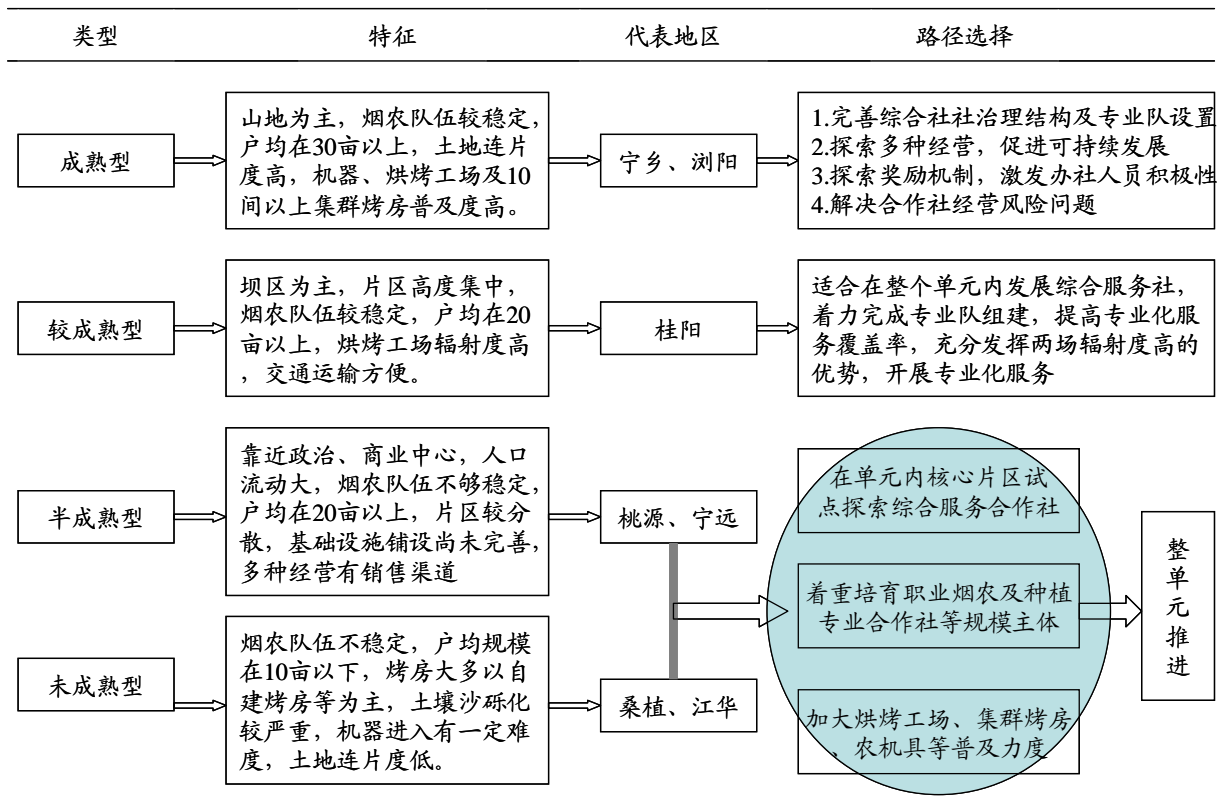 类型
特征
代表地区
路径选择
成熟型
山地为主，烟农队伍较稳定，
户均在30亩以上，土地连片
度高，机器、烘烤工场及10
间以上集群烤房普及度高。
宁乡、浏阳
1.完善综合社社治理结构及专业队设置
2.探索多种经营，促进可持续发展
3.探索奖励机制，激发办社人员积极性
4.解决合作社经营风险问题
较成熟型
坝区为主，片区高度集中，
烟农队伍较稳定，户均在20
亩以上，烘烤工场辐射度高
，交通运输方便。
桂阳
适合在整个单元内发展综合服务社，
着力完成专业队组建，提高专业化服
务覆盖率，充分发挥两场辐射度高的
优势，开展专业化服务
半成熟型
靠近政治、商业中心，人口
流动大，烟农队伍不够稳定，
户均在20亩以上，片区较分
散，基础设施铺设尚未完善，
多种经营有销售渠道
桃源、宁远
在单元内核心片区试
点探索综合服务合作社
着重培育职业烟农及种植
专业合作社等规模主体
整
单
元
推
进
未成熟型
烟农队伍不稳定，户均规模
在10亩以下，烤房大多以自
建烤房等为主，土壤沙砾化
较严重，机器进入有一定难
度，土地连片度低。
桑植、江华
加大烘烤工场、集群烤房
、农机具等普及力度